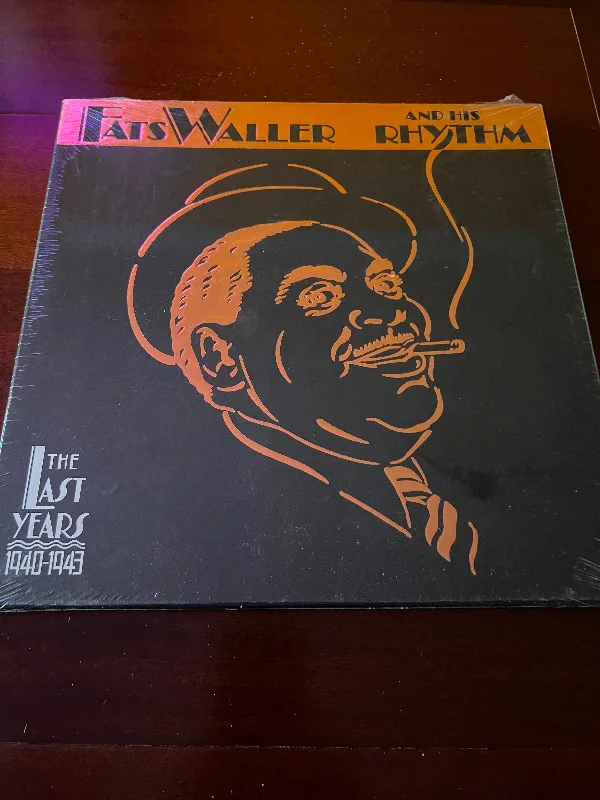 FATS WALLER AND HIS
RHYTHM
THE
LAST
YEARS
1940-1943